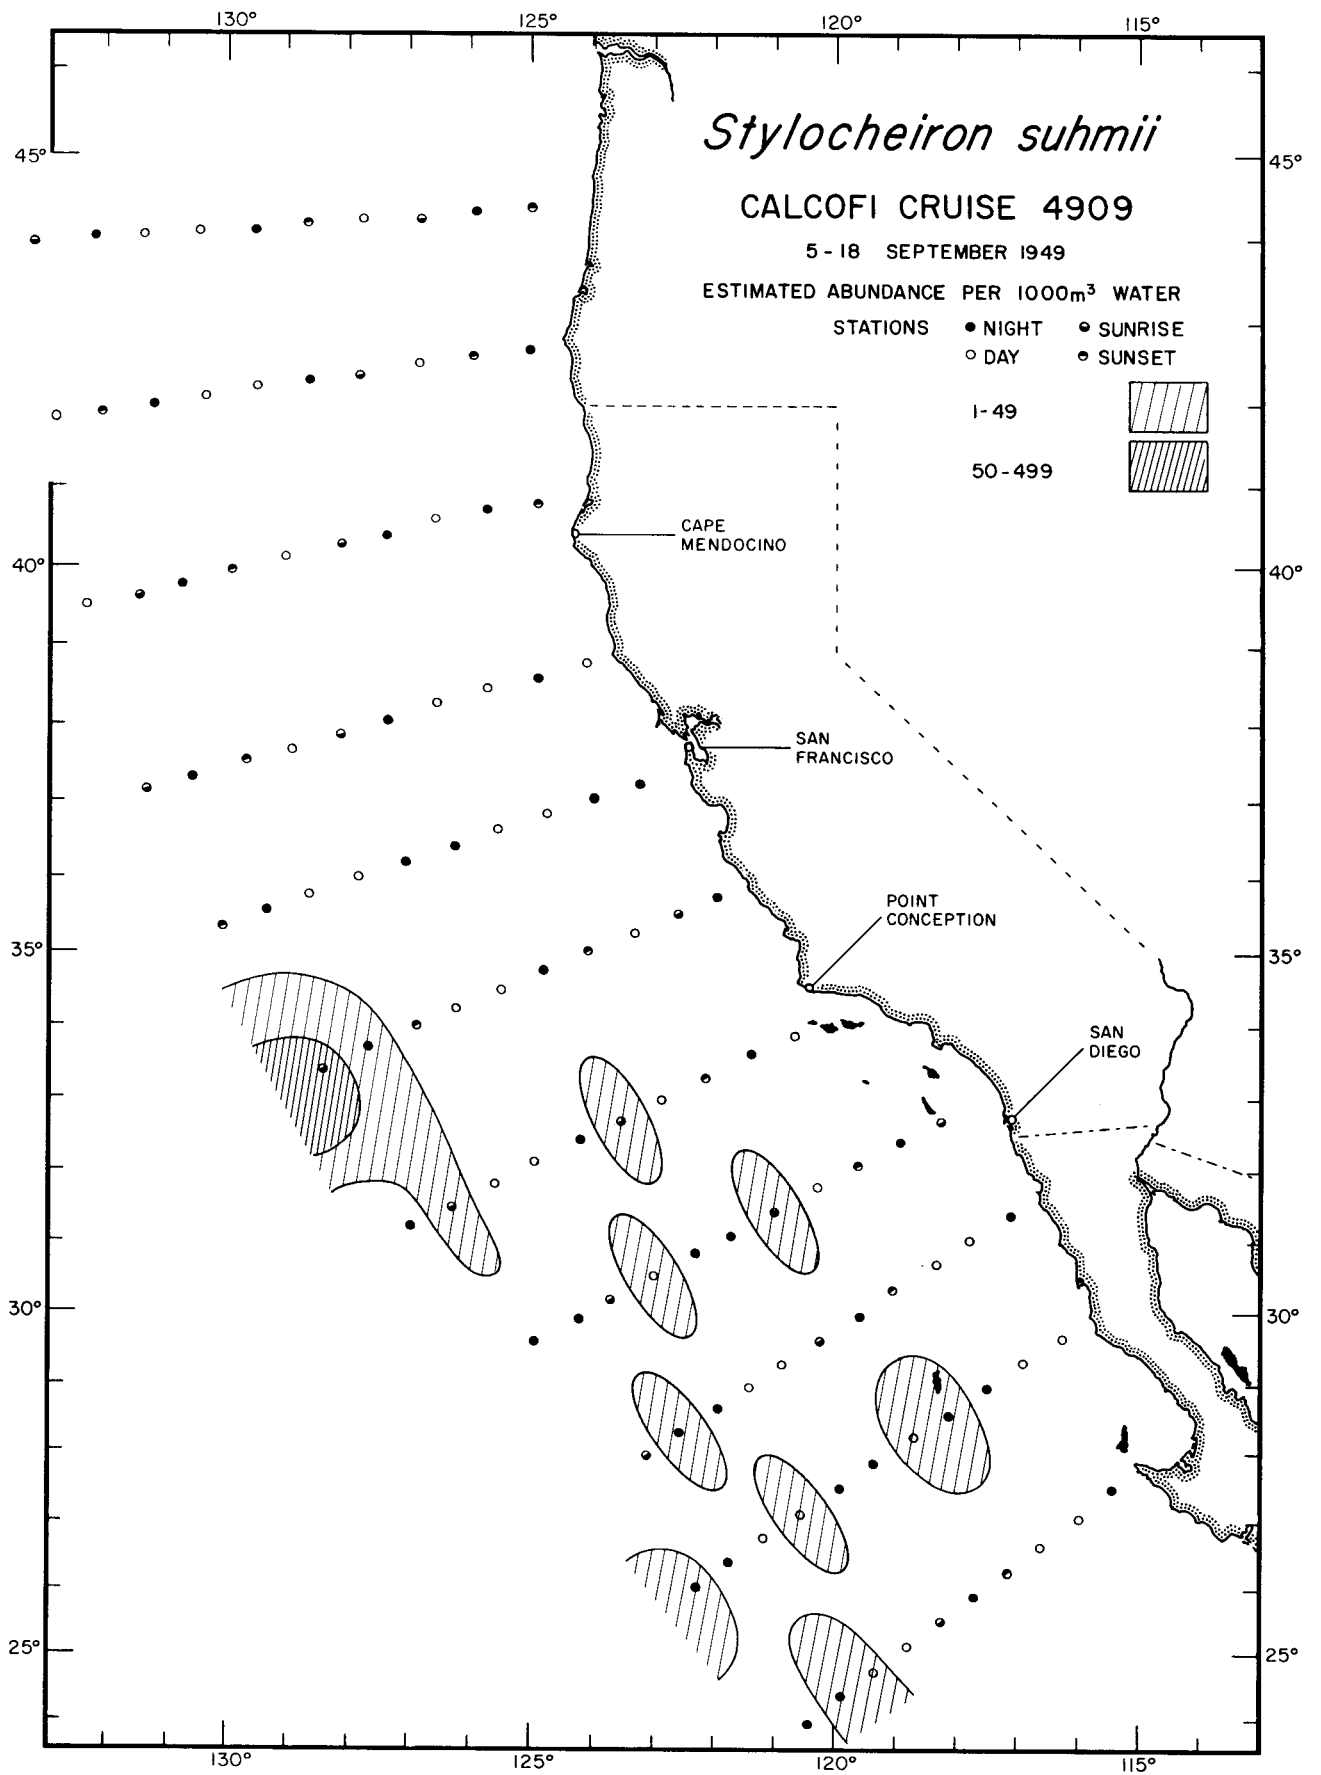 130° 125° 120° 115°
Stylocheiron suhmii
45° 45°
CALCOFI CRUISE 4909
5-18 SEPTEMBER 1949
ESTIMATED ABUNDANCE PER 1000m³ WATER
STATIONS NIGHT SUNRISE
DAY SUNSET
1-49
50-499
CAPE
MENDOCINO
40° 40°
SAN
FRANCISCO
POINT
CONCEPTION
35° 35°
SAN
DIEGO
30° 30°
25° 25°
130° 125° 120° 115°